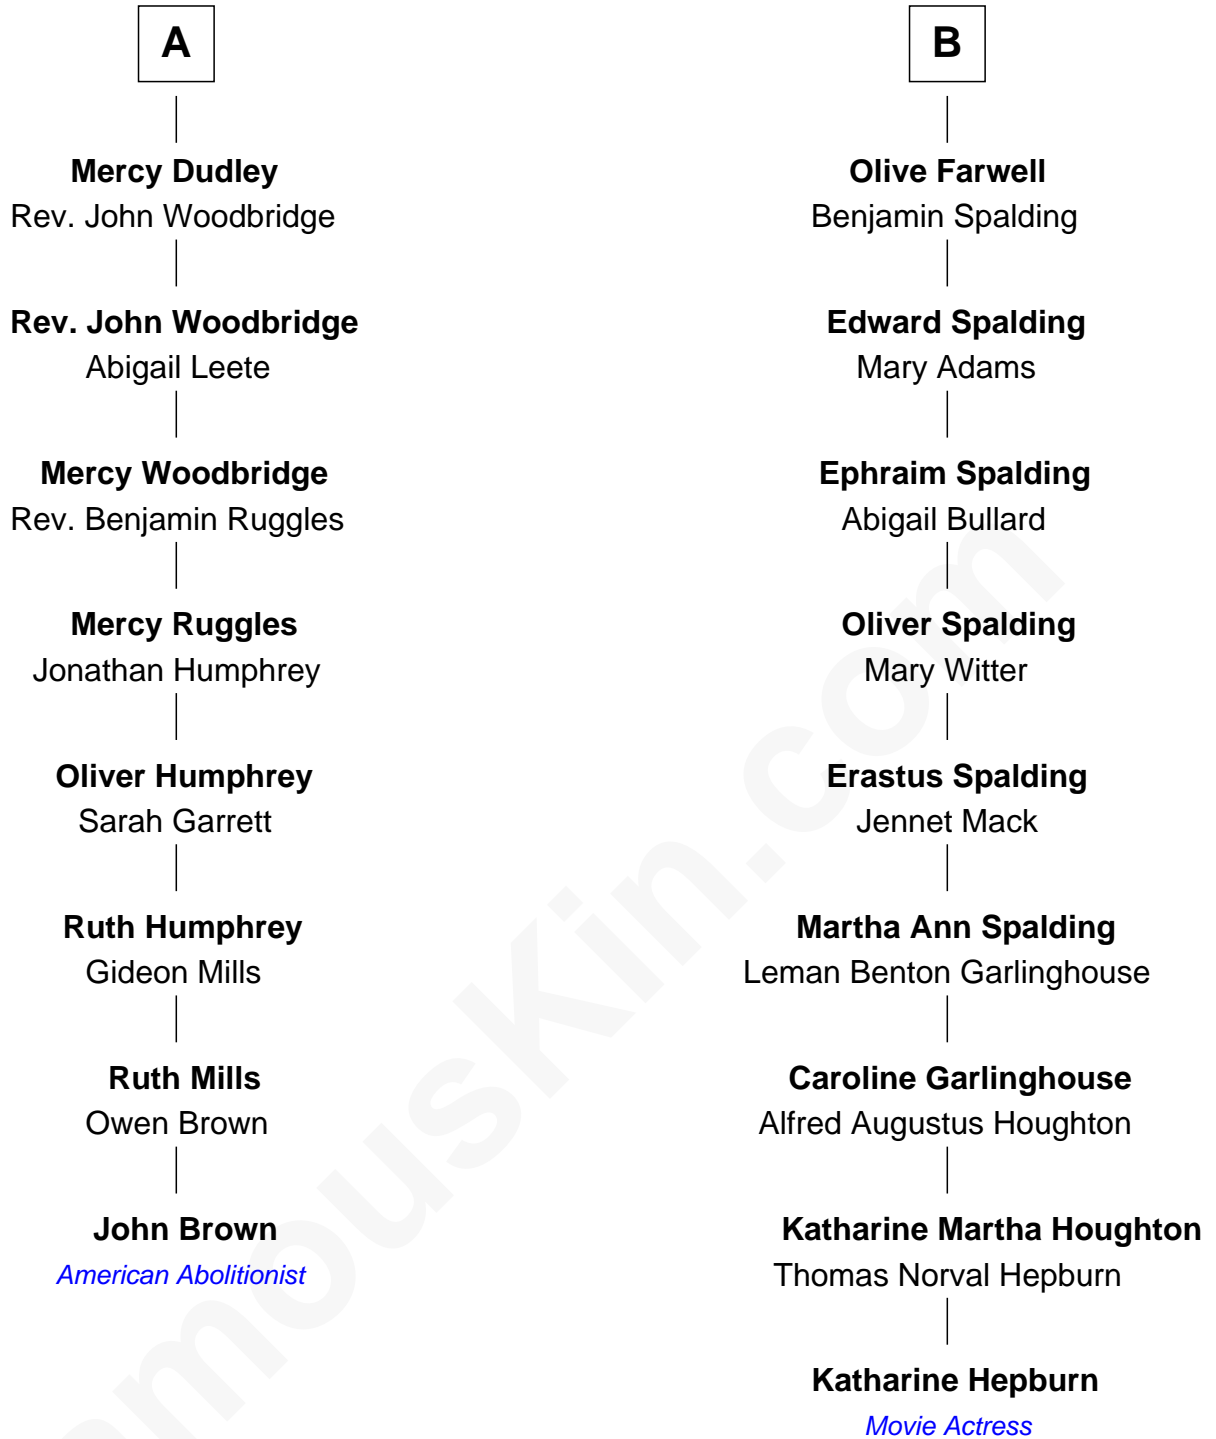 A
Mercy Dudley
Rev. John Woodbridge
Rev. John Woodbridge
Abigail Leete
Mercy Woodbridge
Rev. Benjamin Ruggles
Mercy Ruggles
Jonathan Humphrey
Oliver Humphrey
Sarah Garrett
Ruth Humphrey
Gideon Mills
Ruth Mills
Owen Brown
John Brown
American Abolitionist
B
Olive Farwell
Benjamin Spalding
Edward Spalding
Mary Adams
Ephraim Spalding
Abigail Bullard
Oliver Spalding
Mary Witter
Erastus Spalding
Jennet Mack
Martha Ann Spalding
Leman Benton Garlinghouse
Caroline Garlinghouse
Alfred Augustus Houghton
Katharine Martha Houghton
Thomas Norval Hepburn
Katharine Hepburn
Movie Actress
amousKin.com